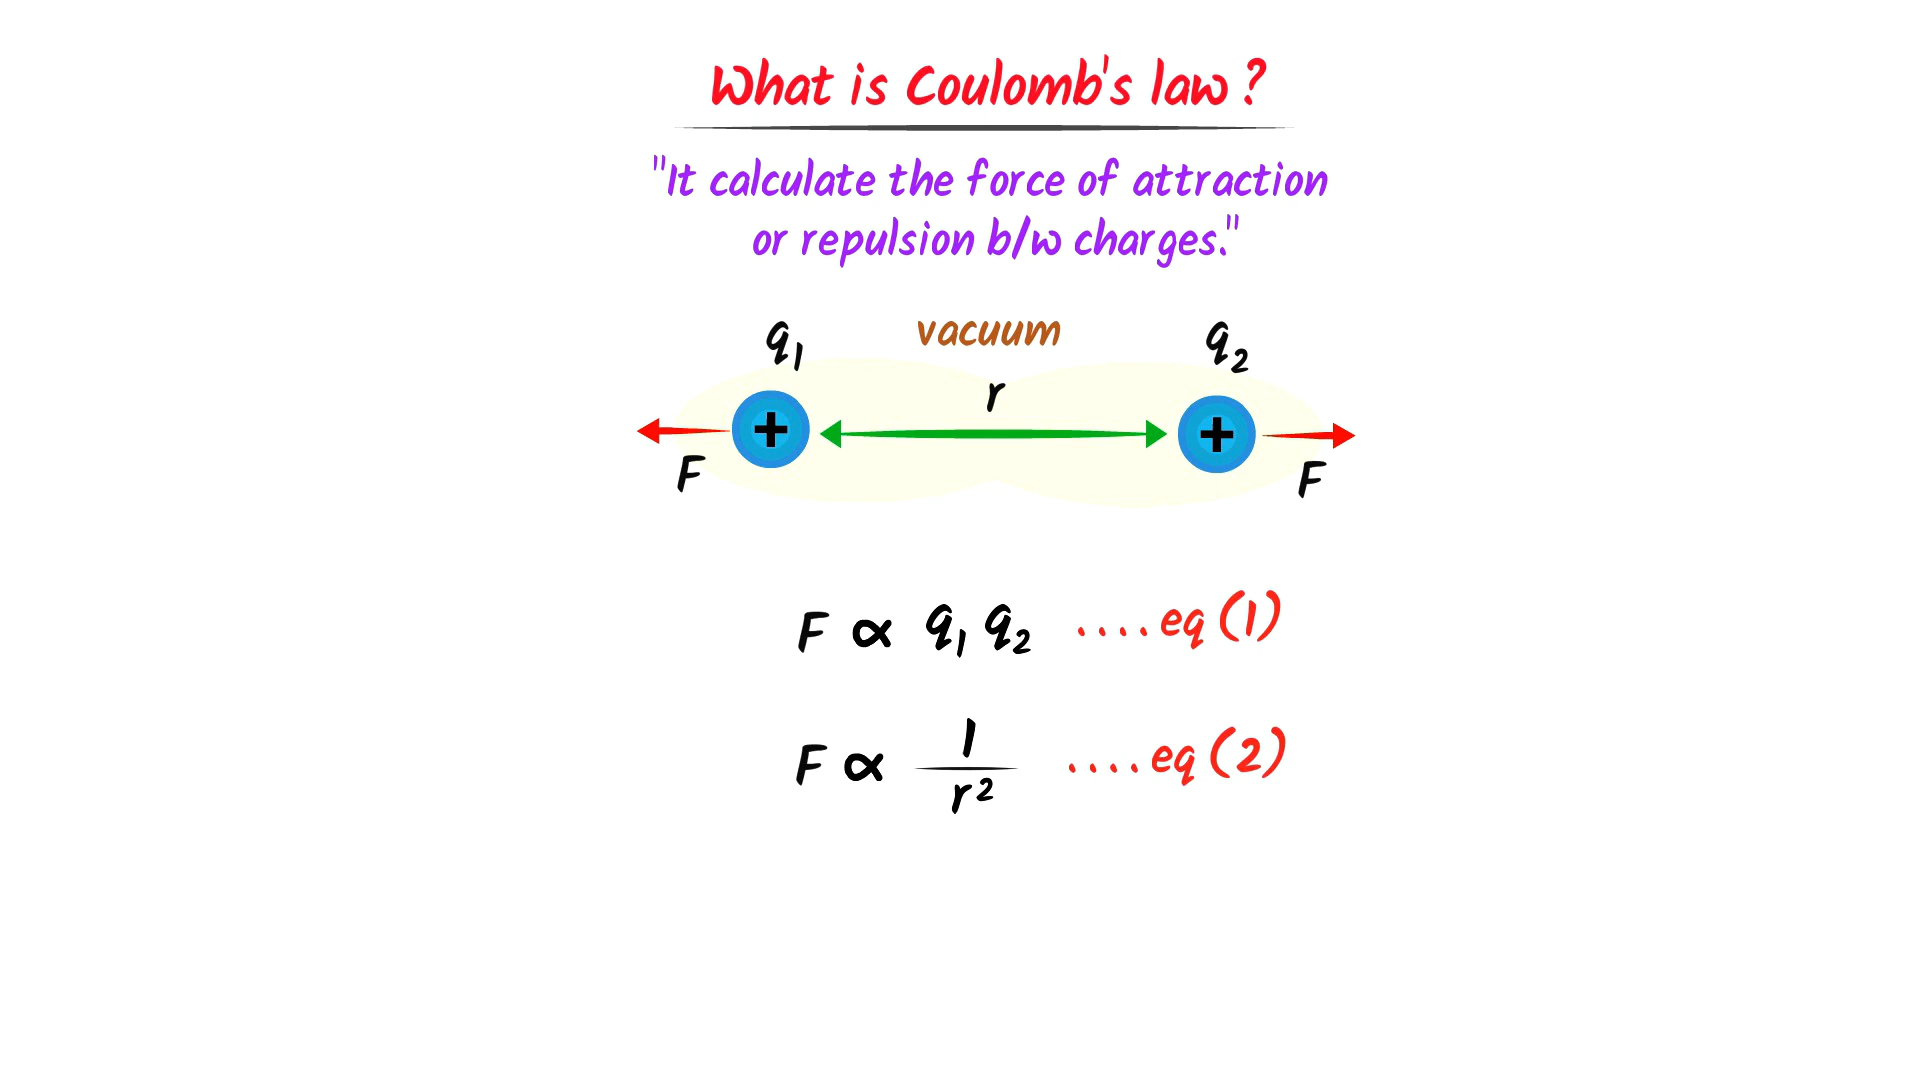 What is Coulomb's law?
"It calculate the force of attraction
or repulsion b/w charges."
q₁ vacuum q₂
r
+ +
F F
F ∝ q₁ q₂ ....eq (1)
F ∝ 1/r² ....eq (2)